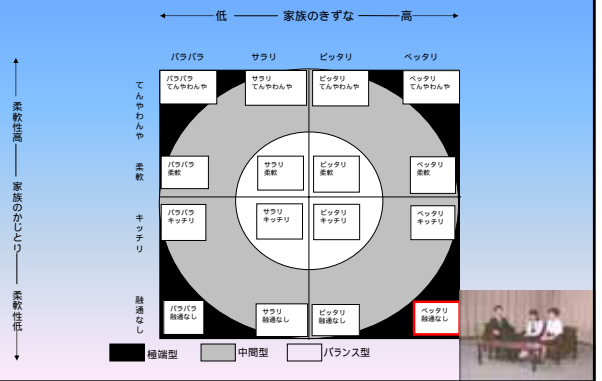 低 家族のきずな 高
バラバラ サラリ ピッタリ ベッタリ
柔軟性高
家族のかじとり
柔軟性低
てんやわんや
バラバラ
てんやわんや
サラリ
てんやわんや
ピッタリ
てんやわんや
ベッタリ
てんやわんや
柔軟
バラバラ
柔軟
サラリ
柔軟
ピッタリ
柔軟
ベッタリ
柔軟
キッチリ
バラバラ
キッチリ
サラリ
キッチリ
ピッタリ
キッチリ
ベッタリ
キッチリ
融通なし
バラバラ
融通なし
サラリ
融通なし
ピッタリ
融通なし
ベッタリ
融通なし
極端型 中間型 バランス型